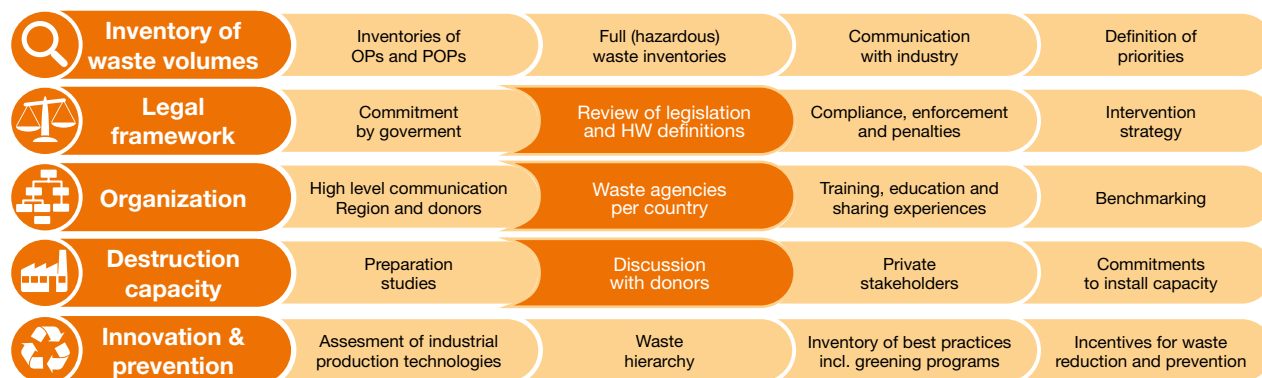 Inventory of
waste volumes
Inventories of
OPs and POPs
Full (hazardous)
waste inventories
Communication
with industry
Definition of
priorities
Legal
framework
Commitment
by goverment
Review of legislation
and HW definitions
Compliance, enforcement
and penalties
Intervention
strategy
Organization
High level communication
Region and donors
Waste agencies
per country
Training, education and
sharing experiences
Benchmarking
Destruction
capacity
Preparation
studies
Discussion
with donors
Private
stakeholders
Commitments
to install capacity
Innovation &
prevention
Assesment of industrial
production technologies
Waste
hierarchy
Inventory of best practices
incl. greening programs
Incentives for waste
reduction and prevention